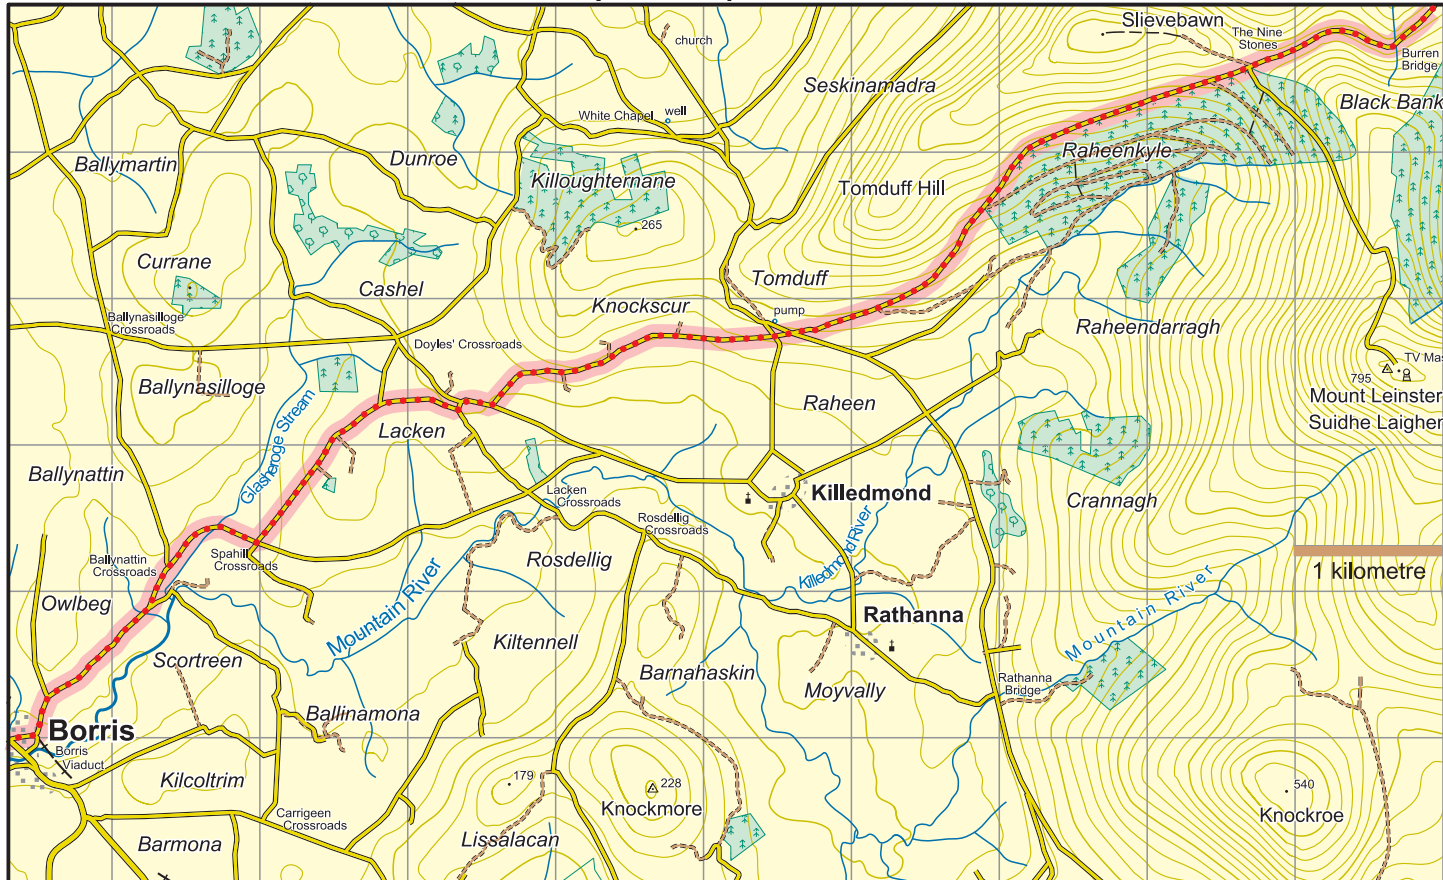 Slievebawn
The Nine
Stones
Burren
Bridge
church
Seskinamadra
Black Bank
White Chapel
well
Ballymartin
Dunroe
Raheenkyle
Killoughternane
Tomduff Hill
265
Currane
Cashel
Tomduff
Knockscur
pump
Ballynasilloge
Crossroads
Doyles' Crossroads
Raheendarragh
TV Mas
795
Mount Leinster
Suidhe Laigher
Ballynasilloge
Glasheroge Stream
Lacken
Raheen
Ballynattin
Killedmond
Crannagh
Lacken
Crossroads
Rosdellig
Crossroads
Killedmond River
Ballynattin
Crossroads
Spahill
Crossroads
Rosdellig
1 kilometre
Owlbeg
Mountain River
Rathanna
Mountain River
Kiltennell
Scortreen
Barnahaskin
Moyvally
Rathanna
Bridge
Ballinamona
Borris
Borris
Viaduct
Kilcoltrim
179
228
Knockmore
540
Knockroe
Carrigeen
Crossroads
Barmona
Lissalacan